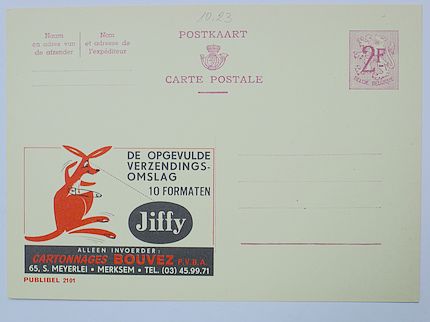 10.23
Naam
en adres van
de afzender
Nom
et adresse de
l'expéditeur
POSTKAART
CARTE POSTALE
2F
BELGIE-BELGIQUE
DE OPGEVULDE
VERZENDINGS-
OMSLAG
10 FORMATEN
Jiffy
ALLEEN INVOERDER:
CARTONNAGES BOUVEZ P.V.B.A.
65, S. MEYERLEI • MERKSEM • TEL. (03) 45.99.71
PUBLIBEL 2101